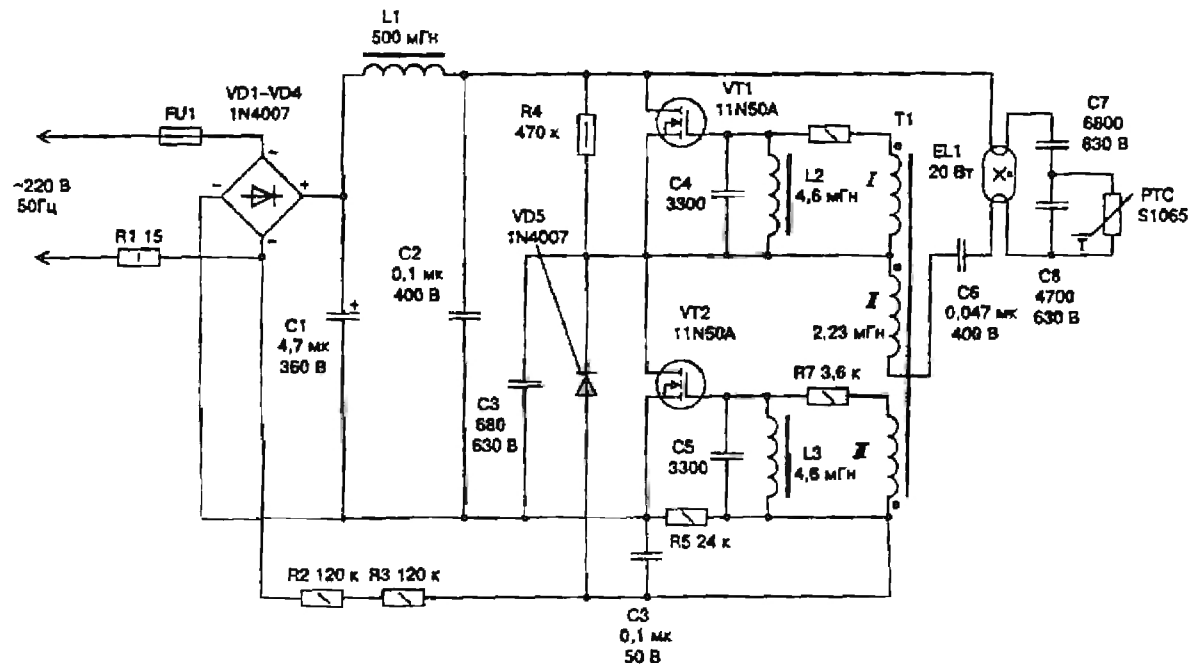 L1
500 мГн
VD1-VD4
1N4007
FU1
~220 В
50Гц
R1 15
C1
4,7 мк
360 В
C2
0,1 мк
400 В
R4
470 к
VD5
1N4007
C3
680
630 В
VT1
11N50A
C4
3300
L2
4,6 мГн
T1
I
II
2,23 мГн
VT2
11N50A
R7 3,6 к
C5
3300
L3
4,6 мГн
III
R5 24 к
R2 120 к
R3 120 к
C3
0,1 мк
50 В
EL1
20 Вт
C6
0,047 мк
400 В
C7
6800
630 В
C8
4700
630 В
PTC
S1065
T